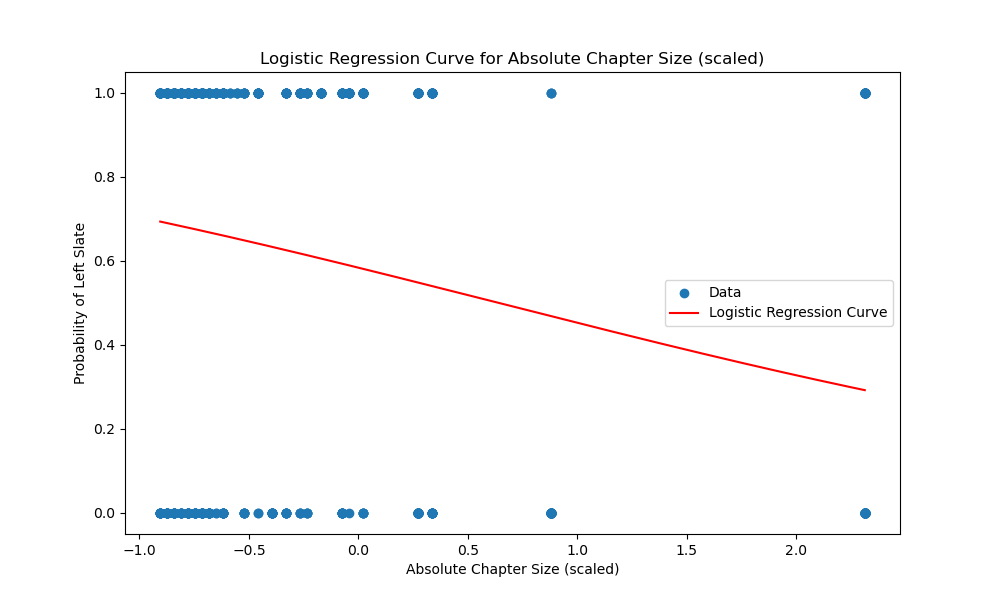 Logistic Regression Curve for Absolute Chapter Size (scaled)
Probability of Left Slate
1.0
0.8
0.6
0.4
0.2
0.0
Data
Logistic Regression Curve
−1.0 −0.5 0.0 0.5 1.0 1.5 2.0
Absolute Chapter Size (scaled)